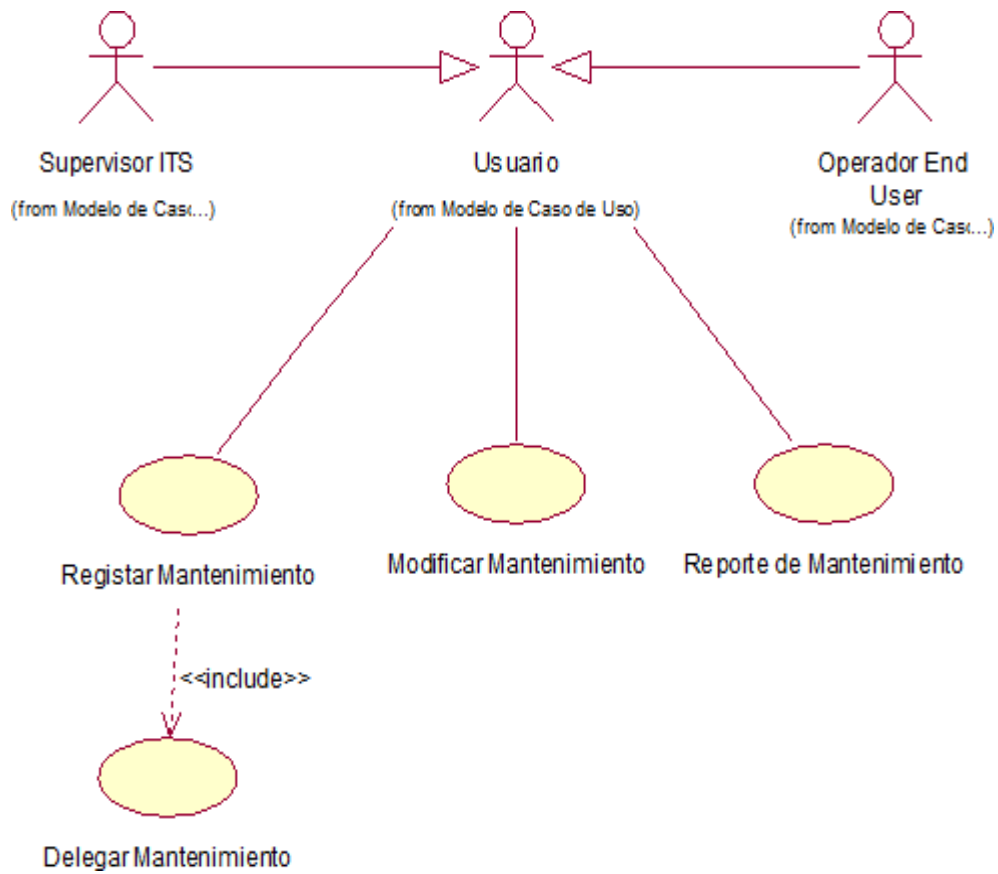 Supervisor ITS
(from Modelo de Cas...)
Usuario
(from Modelo de Caso de Uso)
Operador End
User
(from Modelo de Cas...)
Registar Mantenimiento
Modificar Mantenimiento
Reporte de Mantenimiento
<<include>>
Delegar Mantenimiento